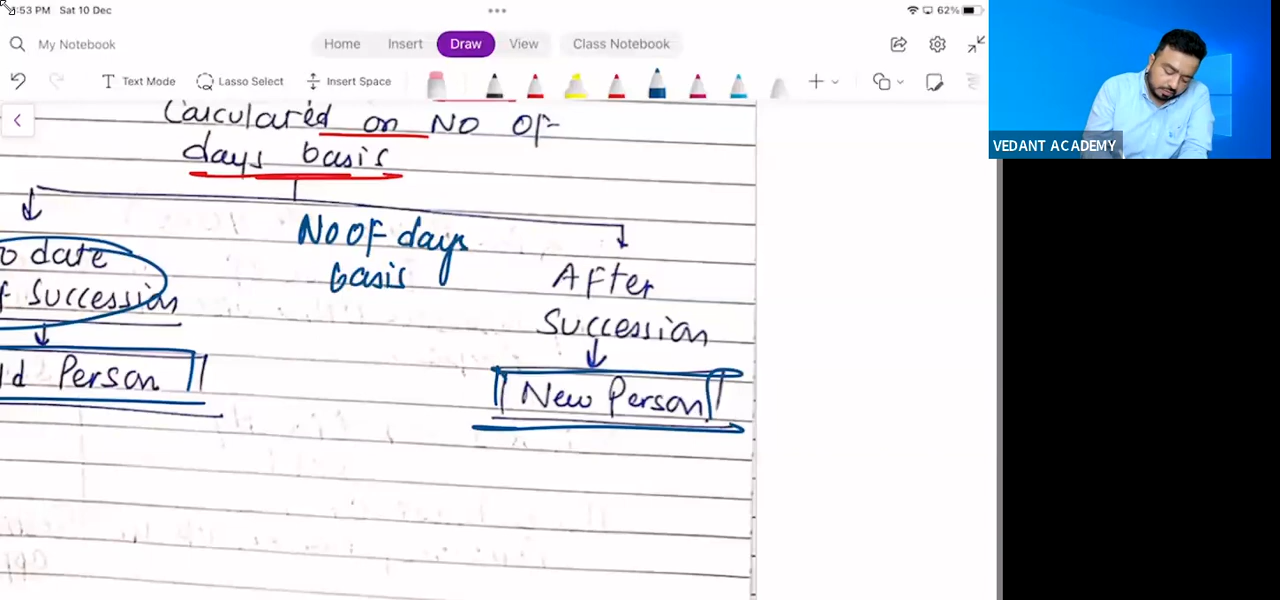 :53 PM Sat 10 Dec
62%
My Notebook
Home Insert Draw View Class Notebook
Text Mode Lasso Select Insert Space
VEDANT ACADEMY
Calculared on NO OF
days basis
NO OF days
basis
o date
f Succession
ld Person
After
Succession
New Person